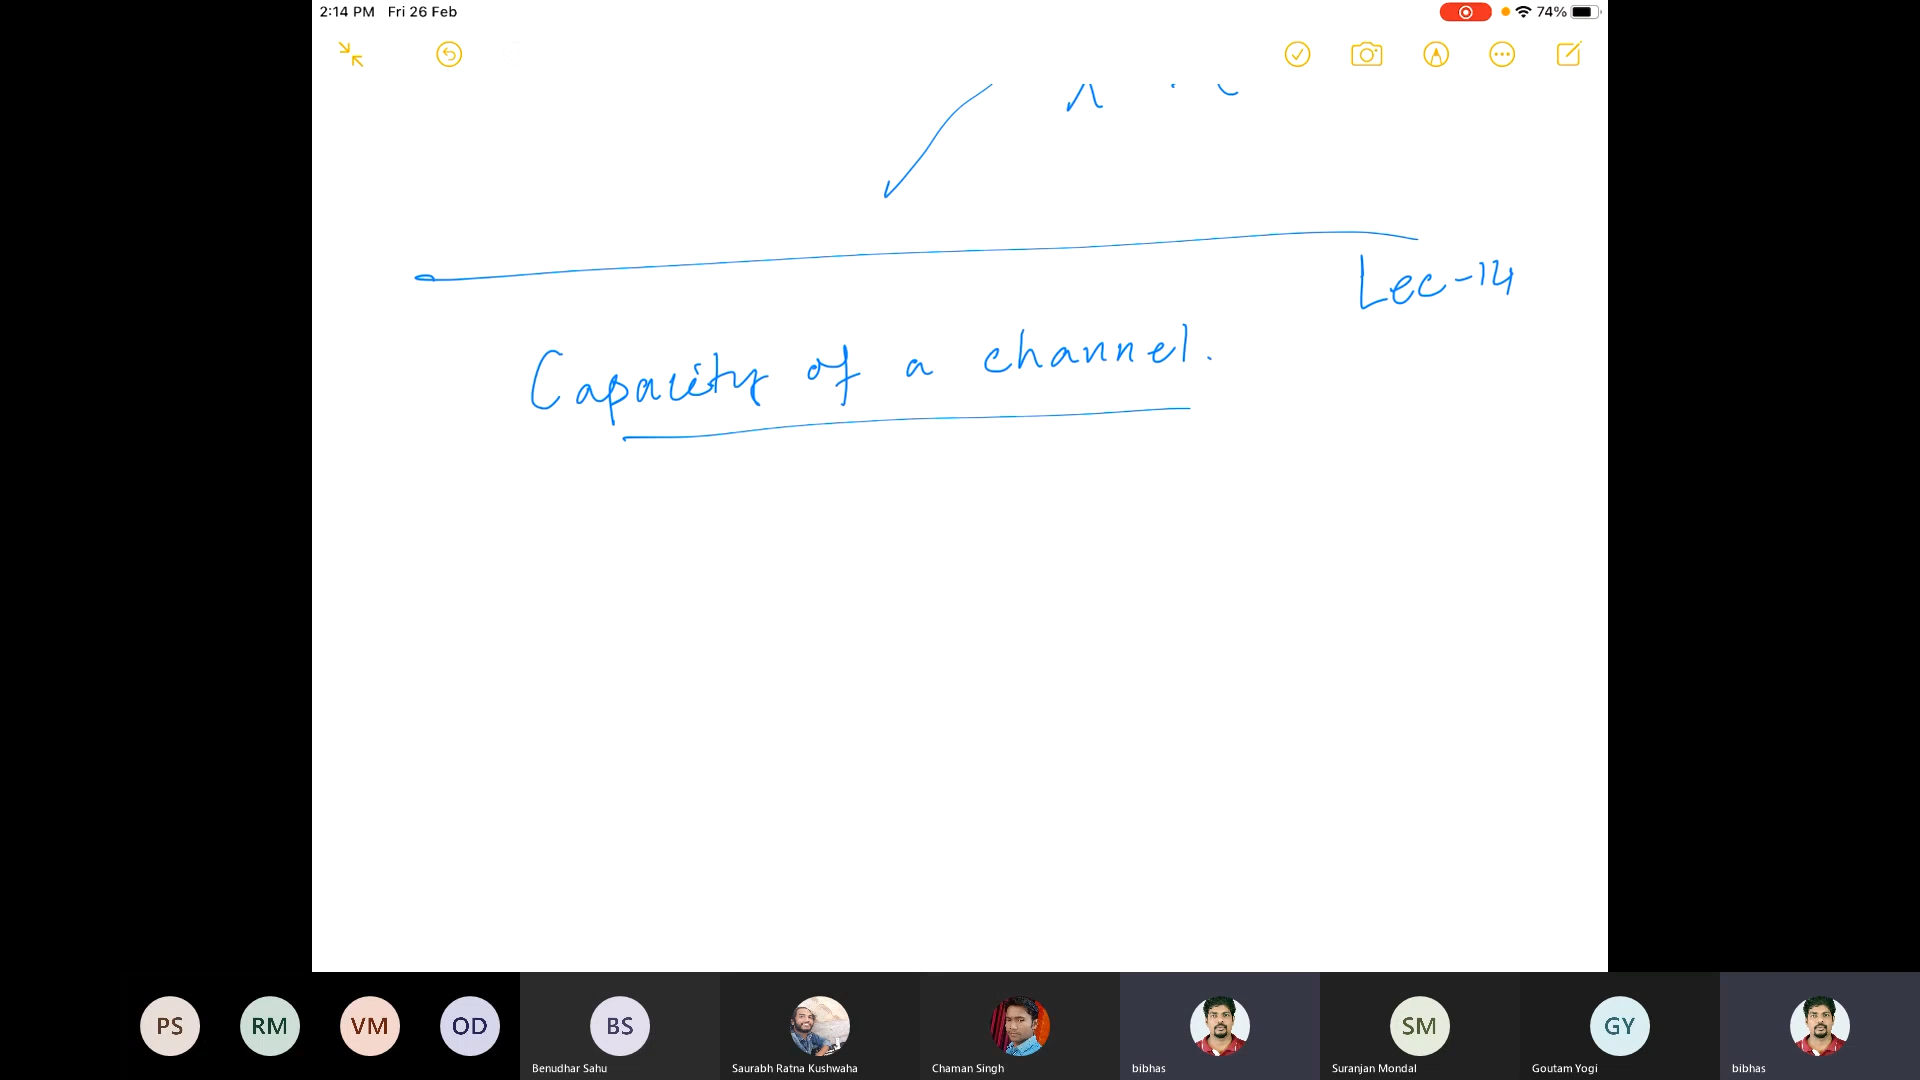 2:14 PM Fri 26 Feb
74%
Lec-14
Capacity of a channel.
PS
RM
VM
OD
BS
SM
GY
Benudhar Sahu
Saurabh Ratna Kushwaha
Chaman Singh
bibhas
Suranjan Mondal
Goutam Yogi
bibhas